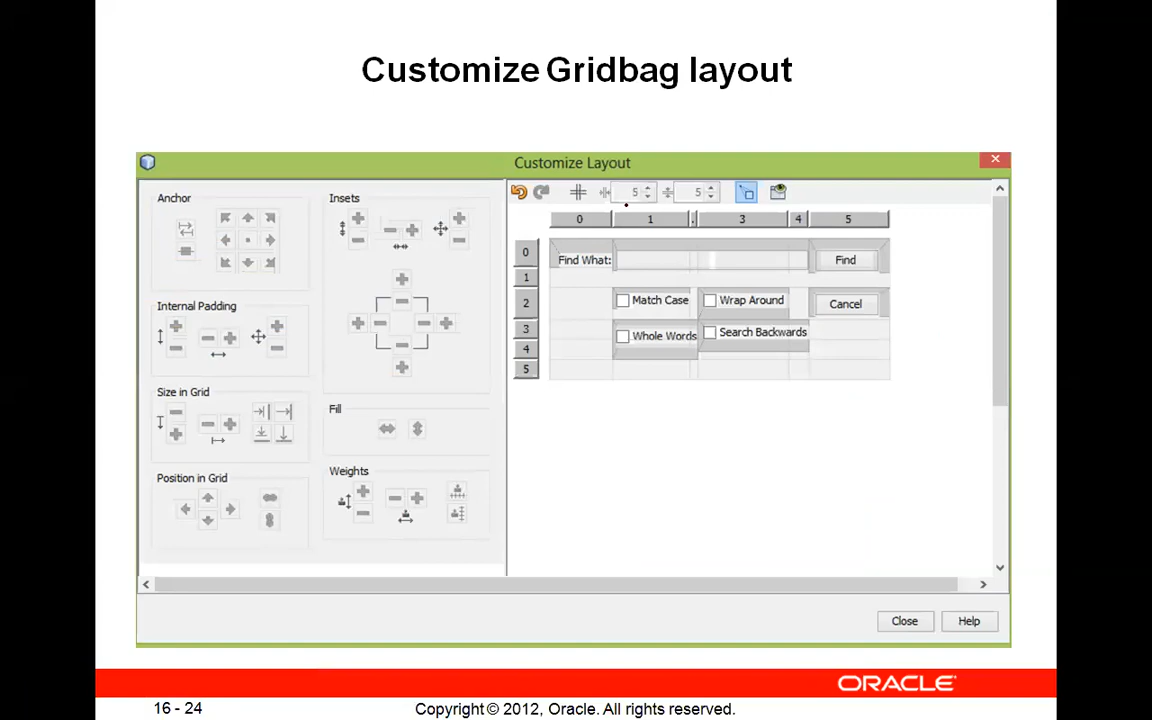 Customize Gridbag layout
Customize Layout
Anchor
Insets
Internal Padding
Size in Grid
Fill
Position in Grid
Weights
5 5
0 1 . 3 4 5
0
Find What:
Find
1
2
Match Case
Wrap Around
Cancel
3
Whole Words
Search Backwards
4
5
Close
Help
ORACLE
16 - 24
Copyright © 2012, Oracle. All rights reserved.